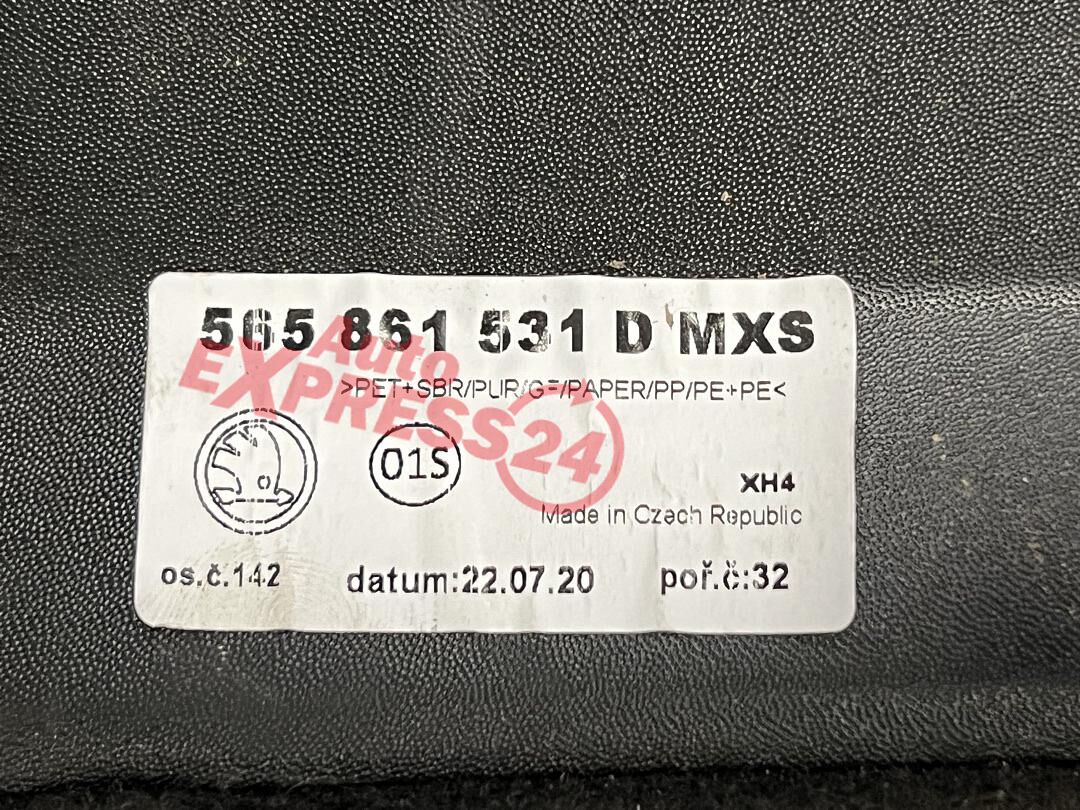 565 861 531 D MXS
Auto
EXPRESS24
>PET+SBR/PUR/GF/PAPER/PP/PE+PE<
01S
XH4
Made in Czech Republic
os.č.142
datum:22.07.20
poř.č:32